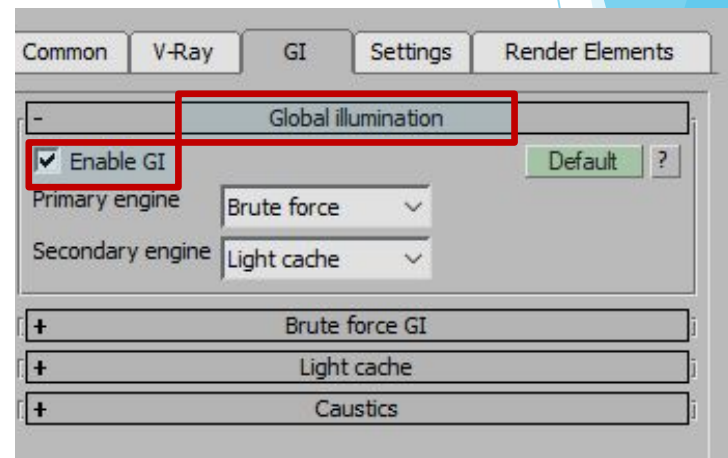 Common V-Ray GI Settings Render Elements
- Global illumination
Enable GI Default ?
Primary engine Brute force
Secondary engine Light cache
+ Brute force GI
+ Light cache
+ Caustics